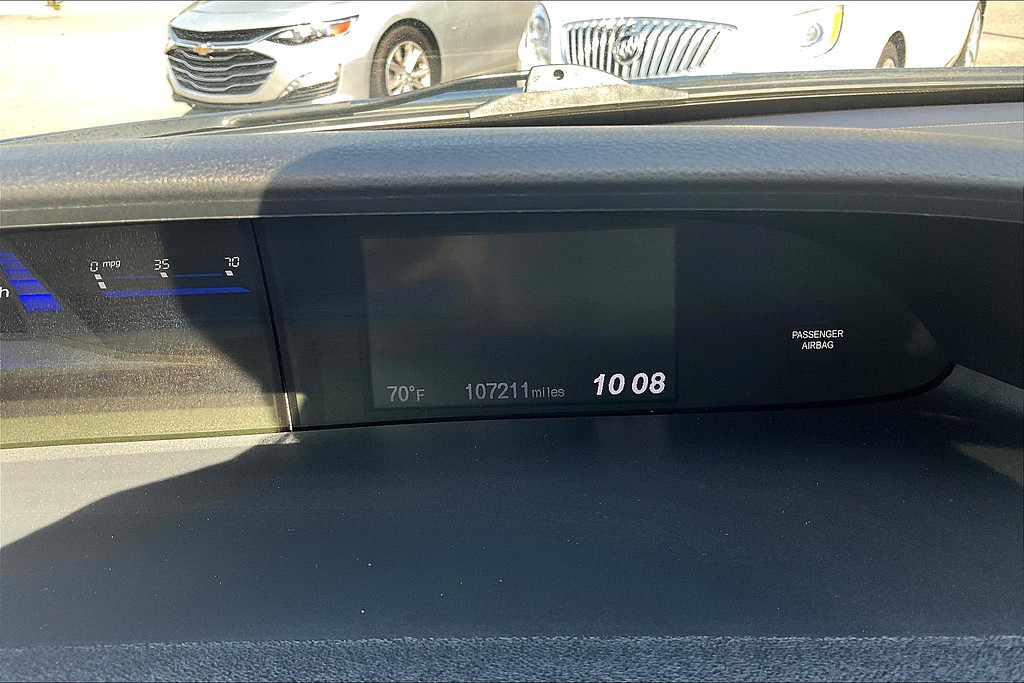 0 mpg 35 70
h
PASSENGER
AIRBAG
70°F 107211 miles 10 08